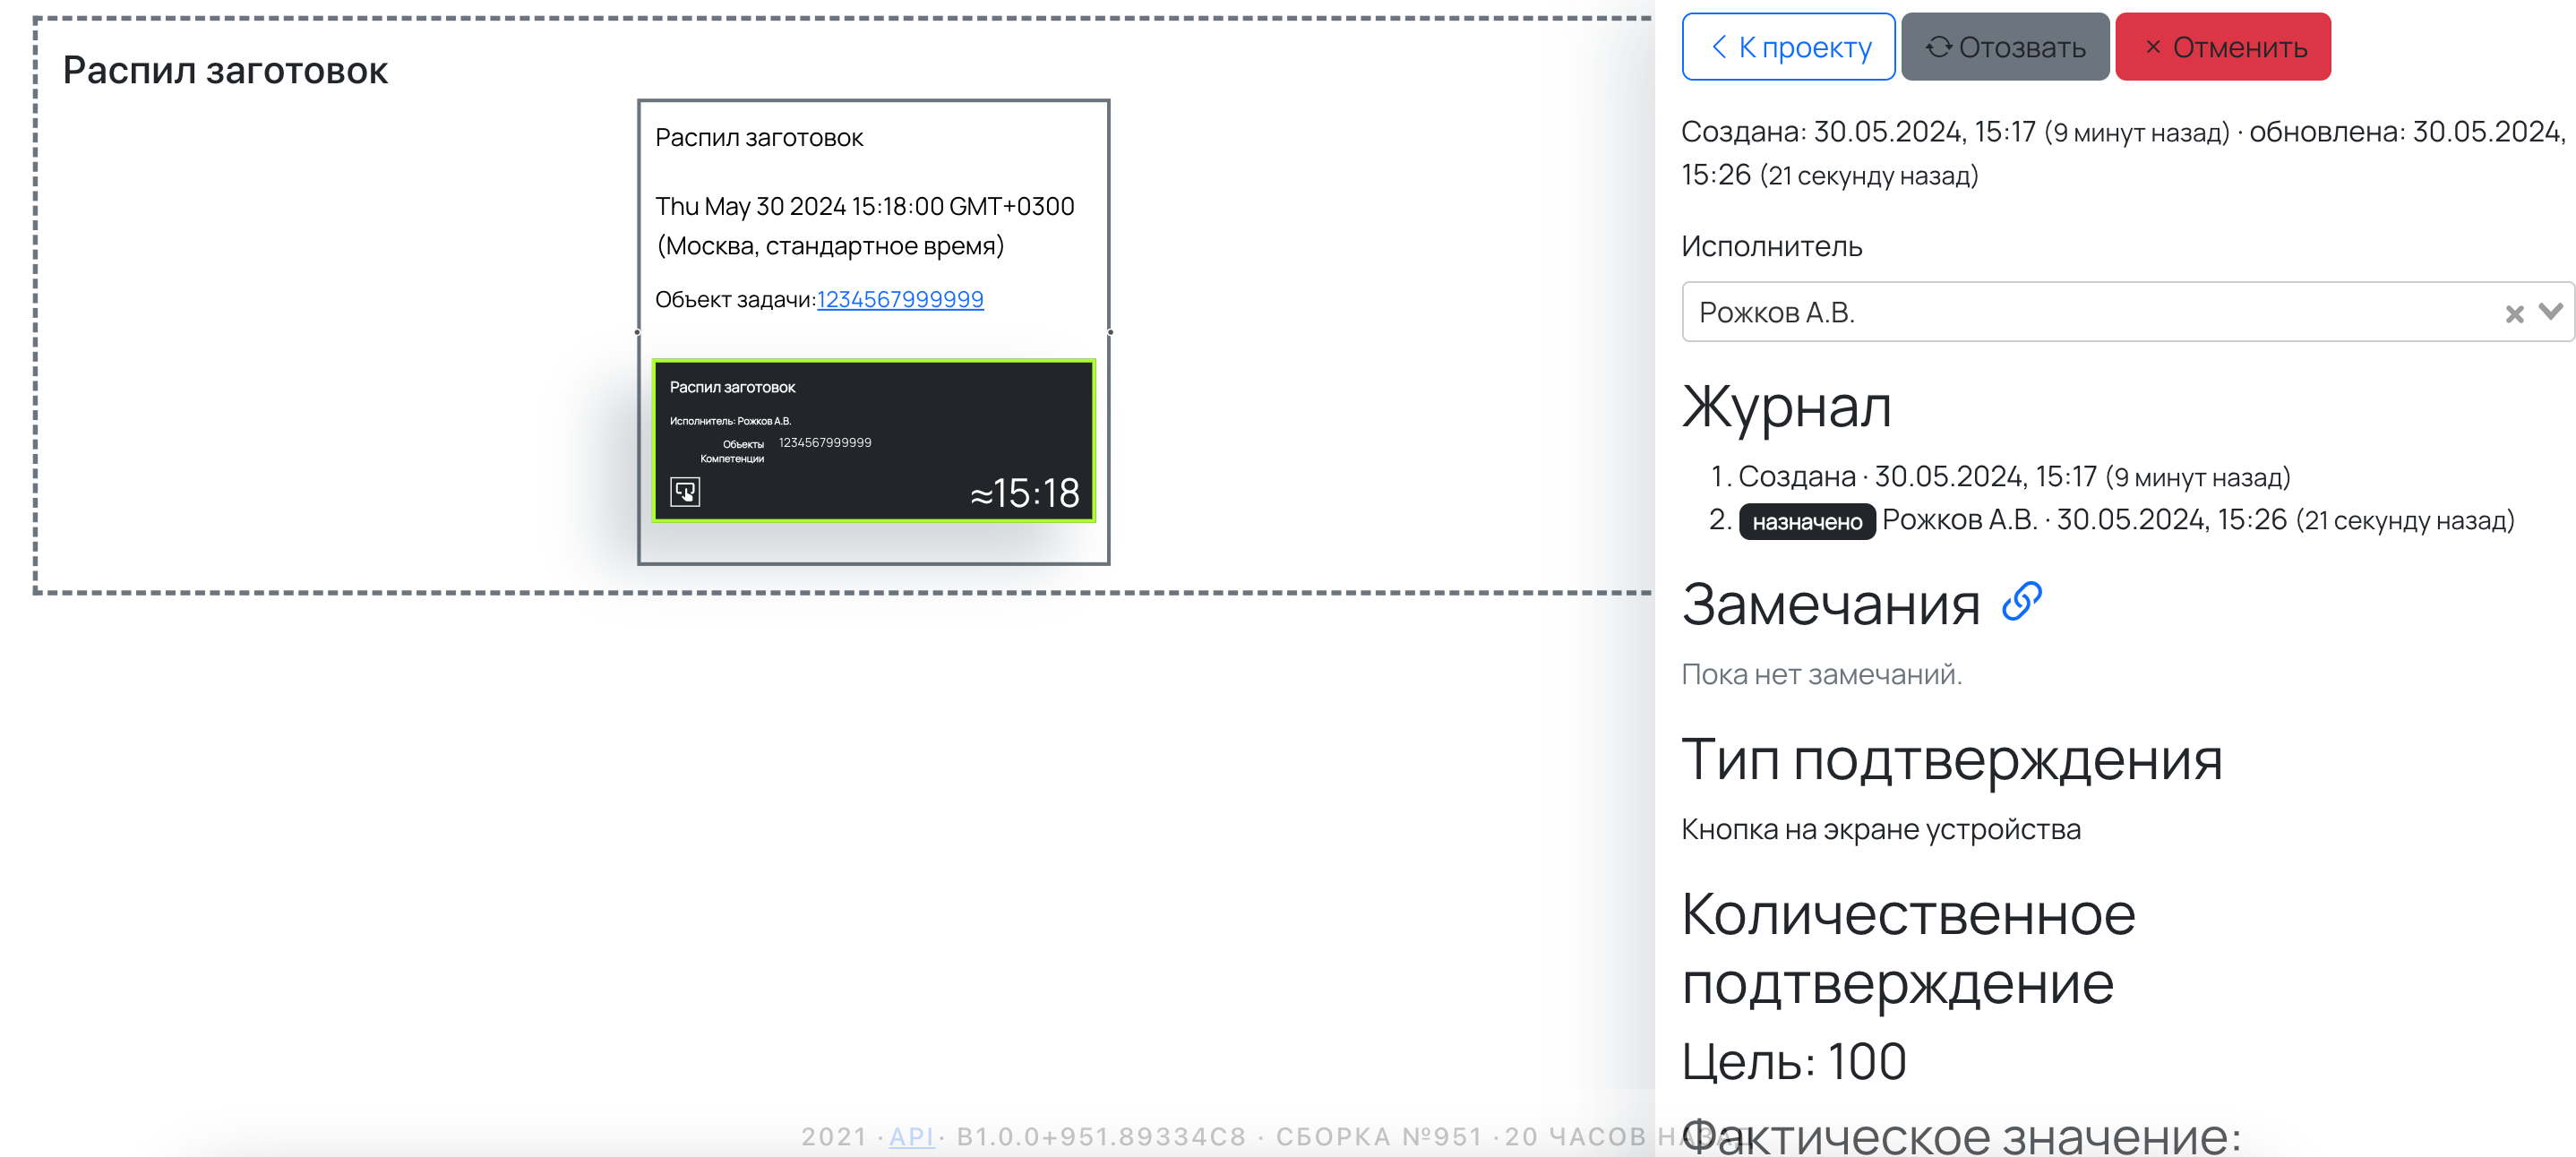 Распил заготовок
Распил заготовок
Thu May 30 2024 15:18:00 GMT+0300
(Москва, стандартное время)
Объект задачи:1234567999999
Распил заготовок
Исполнитель: Рожков А.В.
Объекты 1234567999999
Компетенции
≈15:18
К проекту
Отозвать
× Отменить
Создана: 30.05.2024, 15:17 (9 минут назад) · обновлена: 30.05.2024,
15:26 (21 секунду назад)
Исполнитель
Рожков А.В.
Журнал
1. Создана · 30.05.2024, 15:17 (9 минут назад)
2. назначено Рожков А.В. · 30.05.2024, 15:26 (21 секунду назад)
Замечания
Пока нет замечаний.
Тип подтверждения
Кнопка на экране устройства
Количественное
подтверждение
Цель: 100
Фактическое значение:
2021 · API · B1.0.0+951.89334C8 · СБОРКА №951 · 20 ЧАСОВ НАЗАД